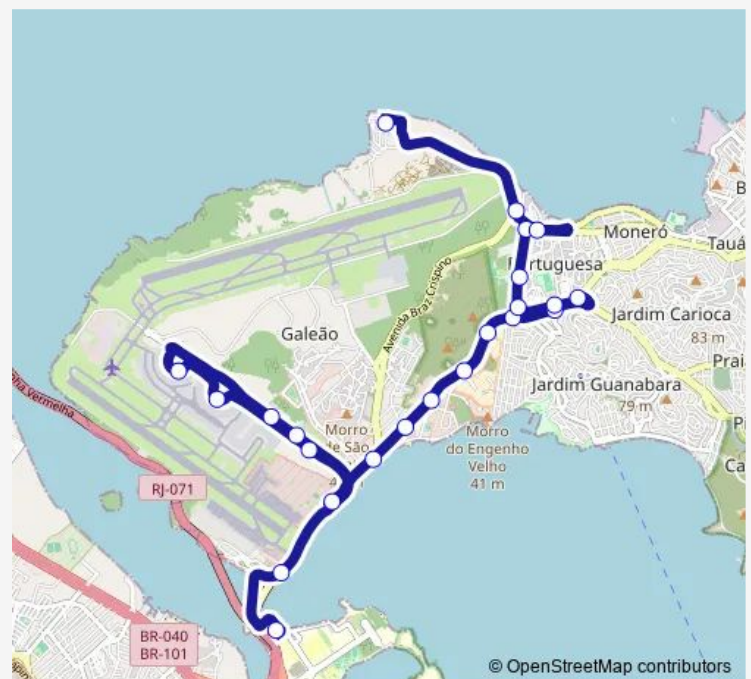 Moneró
Tauá
Portuguesa
Avenida Braz Crispino
Galeão
Jardim Carioca
83 m
Jardim Guanabara
79 m
Morro
de São
Morro
do Engenho
Velho
41 m
RJ-071
BR-040
BR-101
© OpenStreetMap contributors